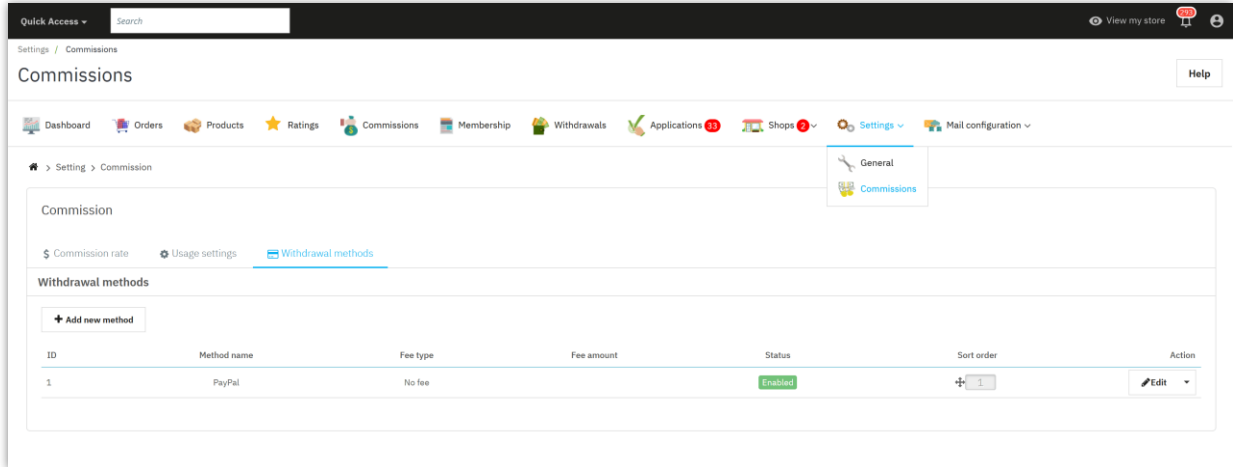 Quick Access Search View my store 293
Settings / Commissions
Commissions
Help
Dashboard Orders Products Ratings Commissions Membership Withdrawals Applications 33 Shops 2 Settings Mail configuration
General
Commissions
> Setting > Commission
Commission
$ Commission rate Usage settings Withdrawal methods
Withdrawal methods
+ Add new method
ID Method name Fee type Fee amount Status Sort order Action
1 PayPal No fee Enabled 1 Edit